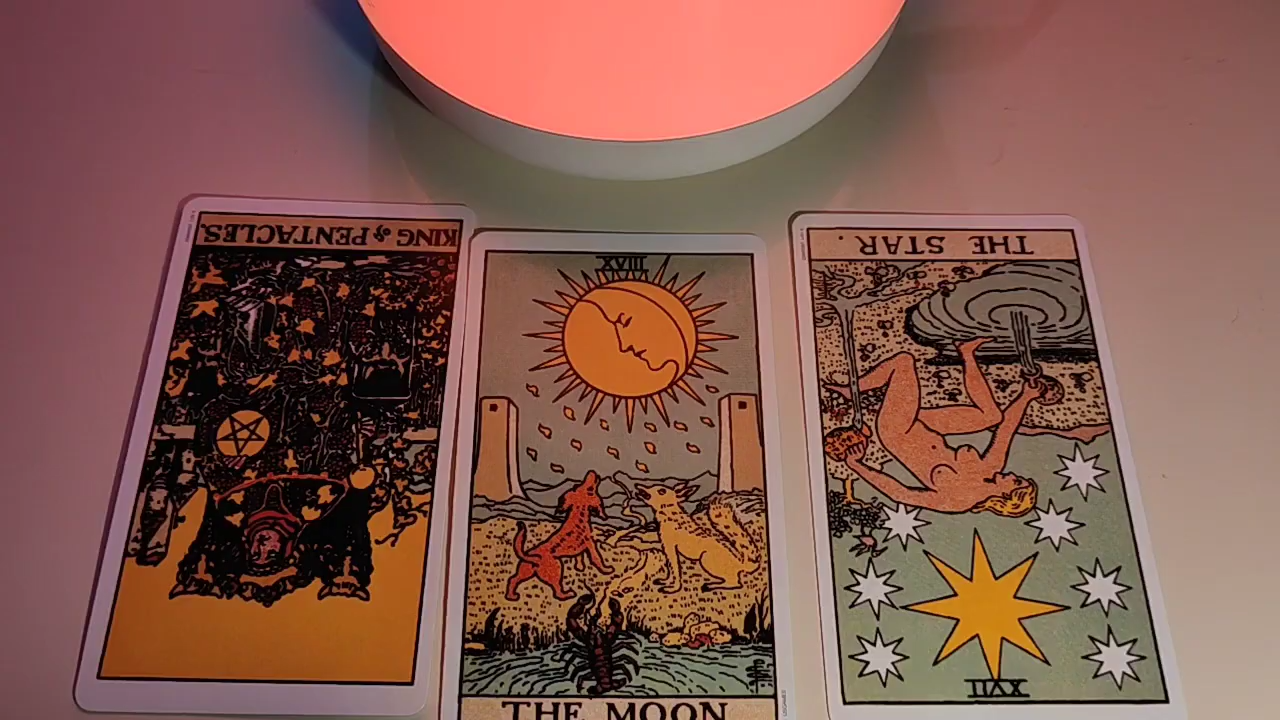 KING of PENTACLES.
XVIII
THE MOON
THE STAR.
XVII